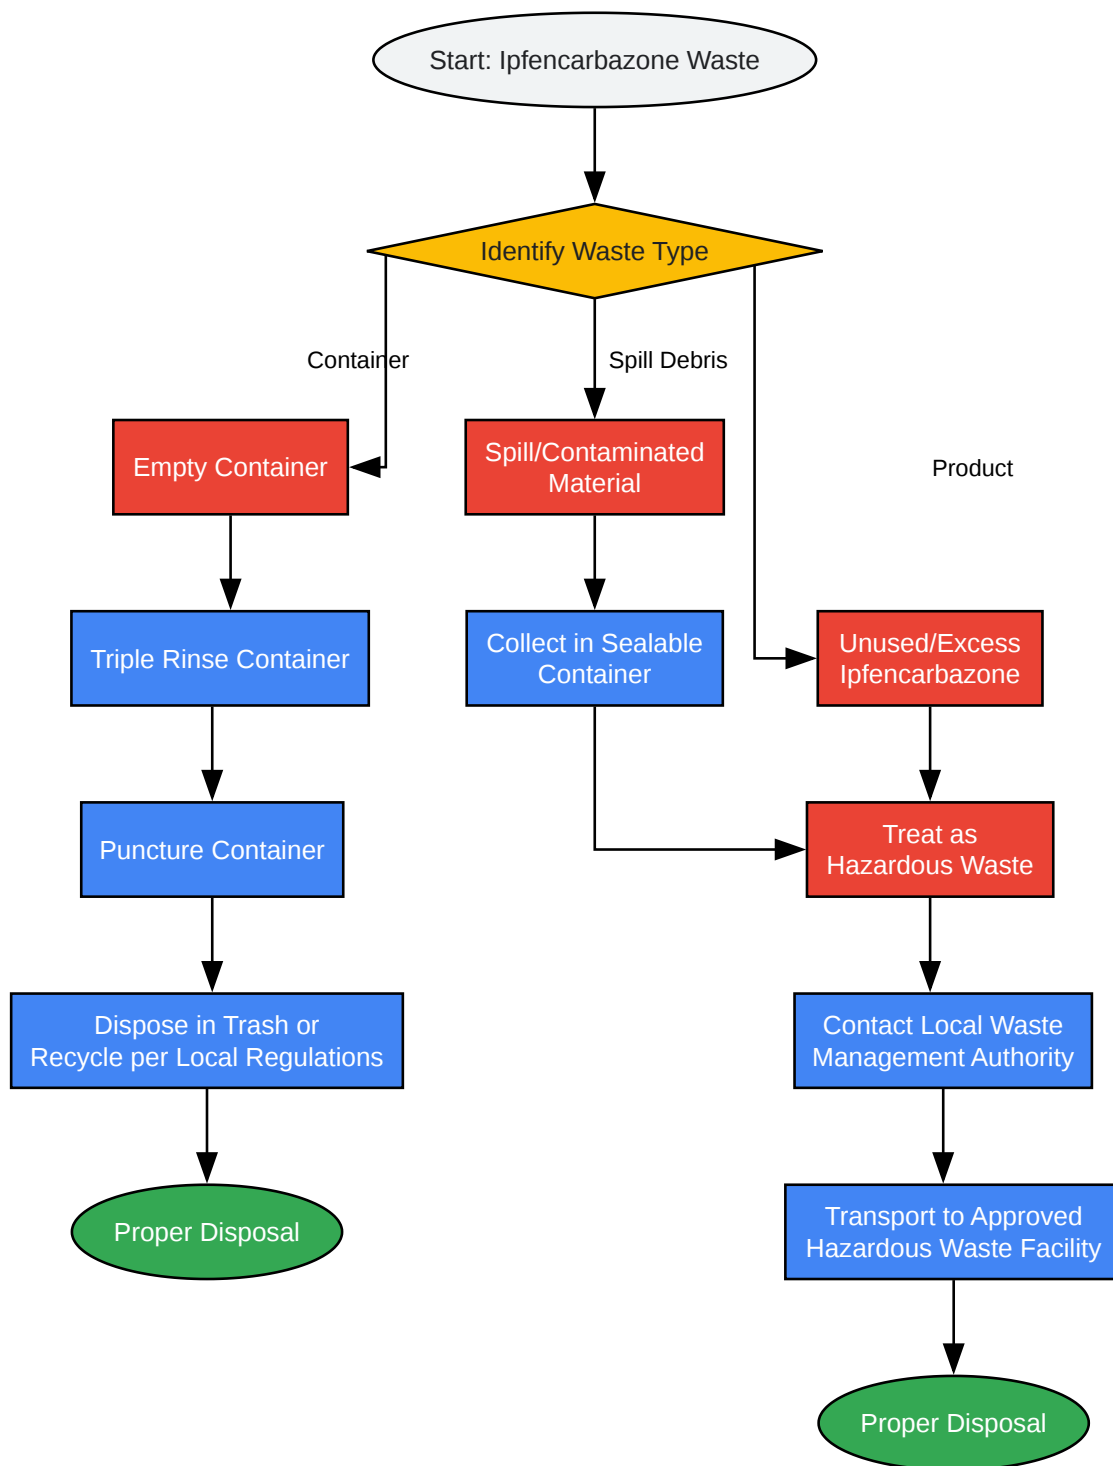 Start: Ipfencarbazone Waste
Identify Waste Type
Container
Spill Debris
Empty Container
Spill/Contaminated
Material
Product
Triple Rinse Container
Collect in Sealable
Container
Unused/Excess
Ipfencarbazone
Puncture Container
Treat as
Hazardous Waste
Dispose in Trash or
Recycle per Local Regulations
Contact Local Waste
Management Authority
Proper Disposal
Transport to Approved
Hazardous Waste Facility
Proper Disposal